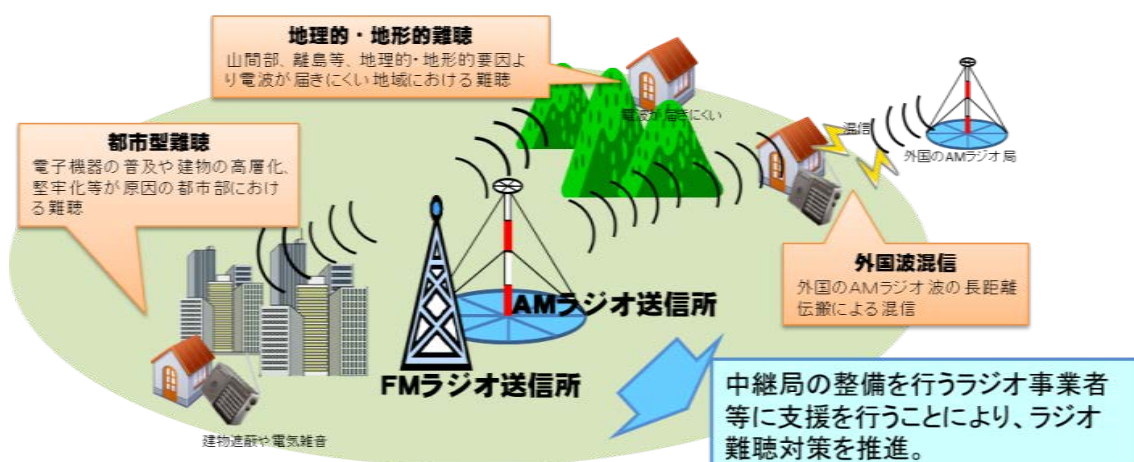 地理的・地形的難聴
山間部、離島等、地理的・地形的要因よ
り電波が届きにくい地域における難聴
電波が届きにくい
都市型難聴
電子機器の普及や建物の高層化、
堅牢化等が原因の都市部におけ
る難聴
混信
外国のAMラジオ局
外国波混信
外国のAMラジオ波の長距離
伝搬による混信
AMラジオ送信所
FMラジオ送信所
建物遮蔽や電気雑音
中継局の整備を行うラジオ事業者
等に支援を行うことにより、ラジオ
難聴対策を推進。